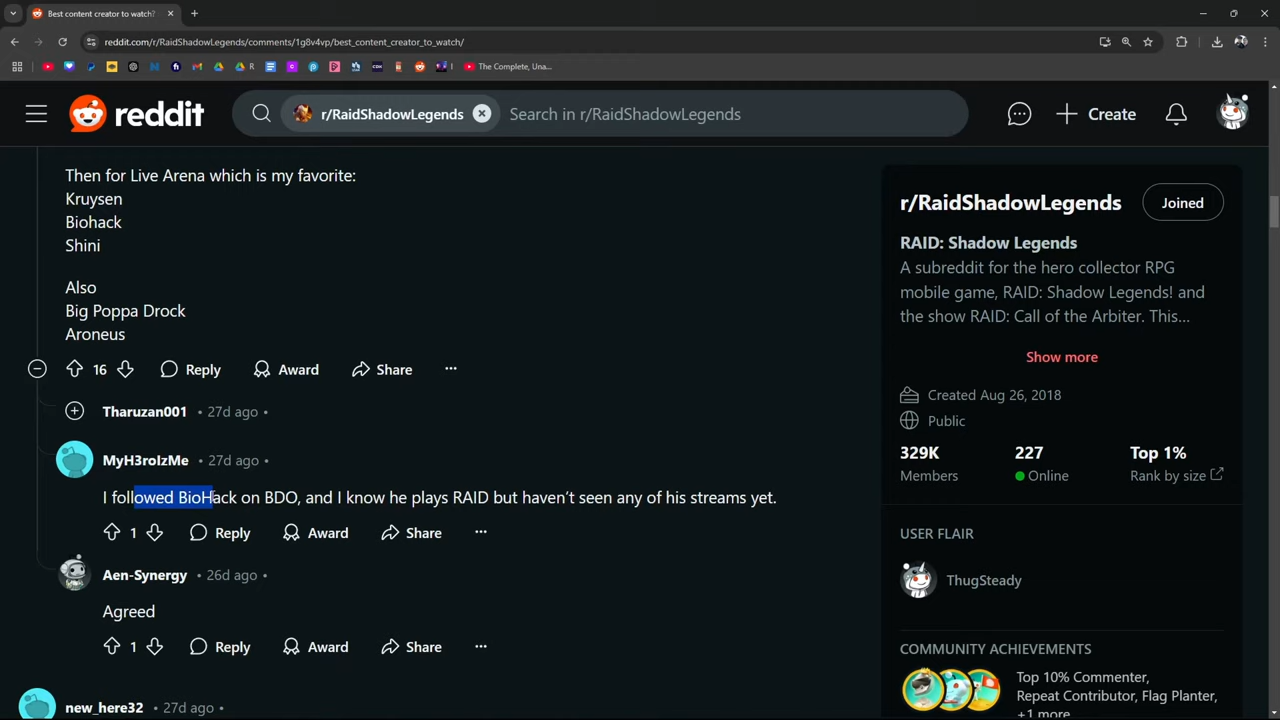 Best content creator to watch?
reddit.com/r/RaidShadowLegends/comments/1g8v4vp/best_content_creator_to_watch/
The Complete, Una...
reddit
r/RaidShadowLegends
Search in r/RaidShadowLegends
Create
Then for Live Arena which is my favorite:
Kruysen
Biohack
Shini
Also
Big Poppa Drock
Aroneus
16 Reply Award Share
Tharuzan001 • 27d ago •
MyH3roIzMe • 27d ago •
I followed BioHack on BDO, and I know he plays RAID but haven't seen any of his streams yet.
1 Reply Award Share
Aen-Synergy • 26d ago •
Agreed
1 Reply Award Share
new_here32 • 27d ago •
r/RaidShadowLegends
Joined
RAID: Shadow Legends
A subreddit for the hero collector RPG
mobile game, RAID: Shadow Legends! and
the show RAID: Call of the Arbiter. This...
Show more
Created Aug 26, 2018
Public
329K 227 Top 1%
Members Online Rank by size
USER FLAIR
ThugSteady
COMMUNITY ACHIEVEMENTS
Top 10% Commenter,
Repeat Contributor, Flag Planter,
+1 more